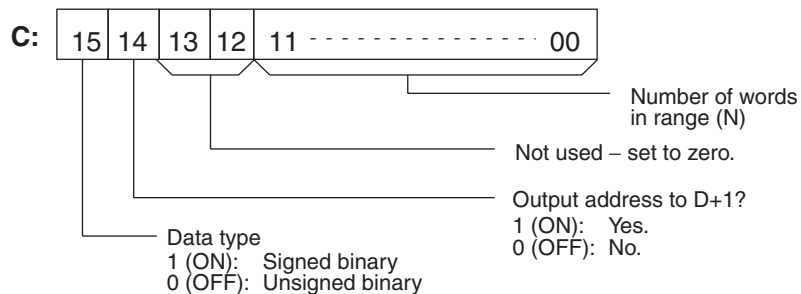 C: 15 14 13 12 11 - - - - - - - - - - - - - - - - 00
Number of words
in range (N)
Not used – set to zero.
Output address to D+1?
1 (ON): Yes.
0 (OFF): No.
Data type
1 (ON): Signed binary
0 (OFF): Unsigned binary